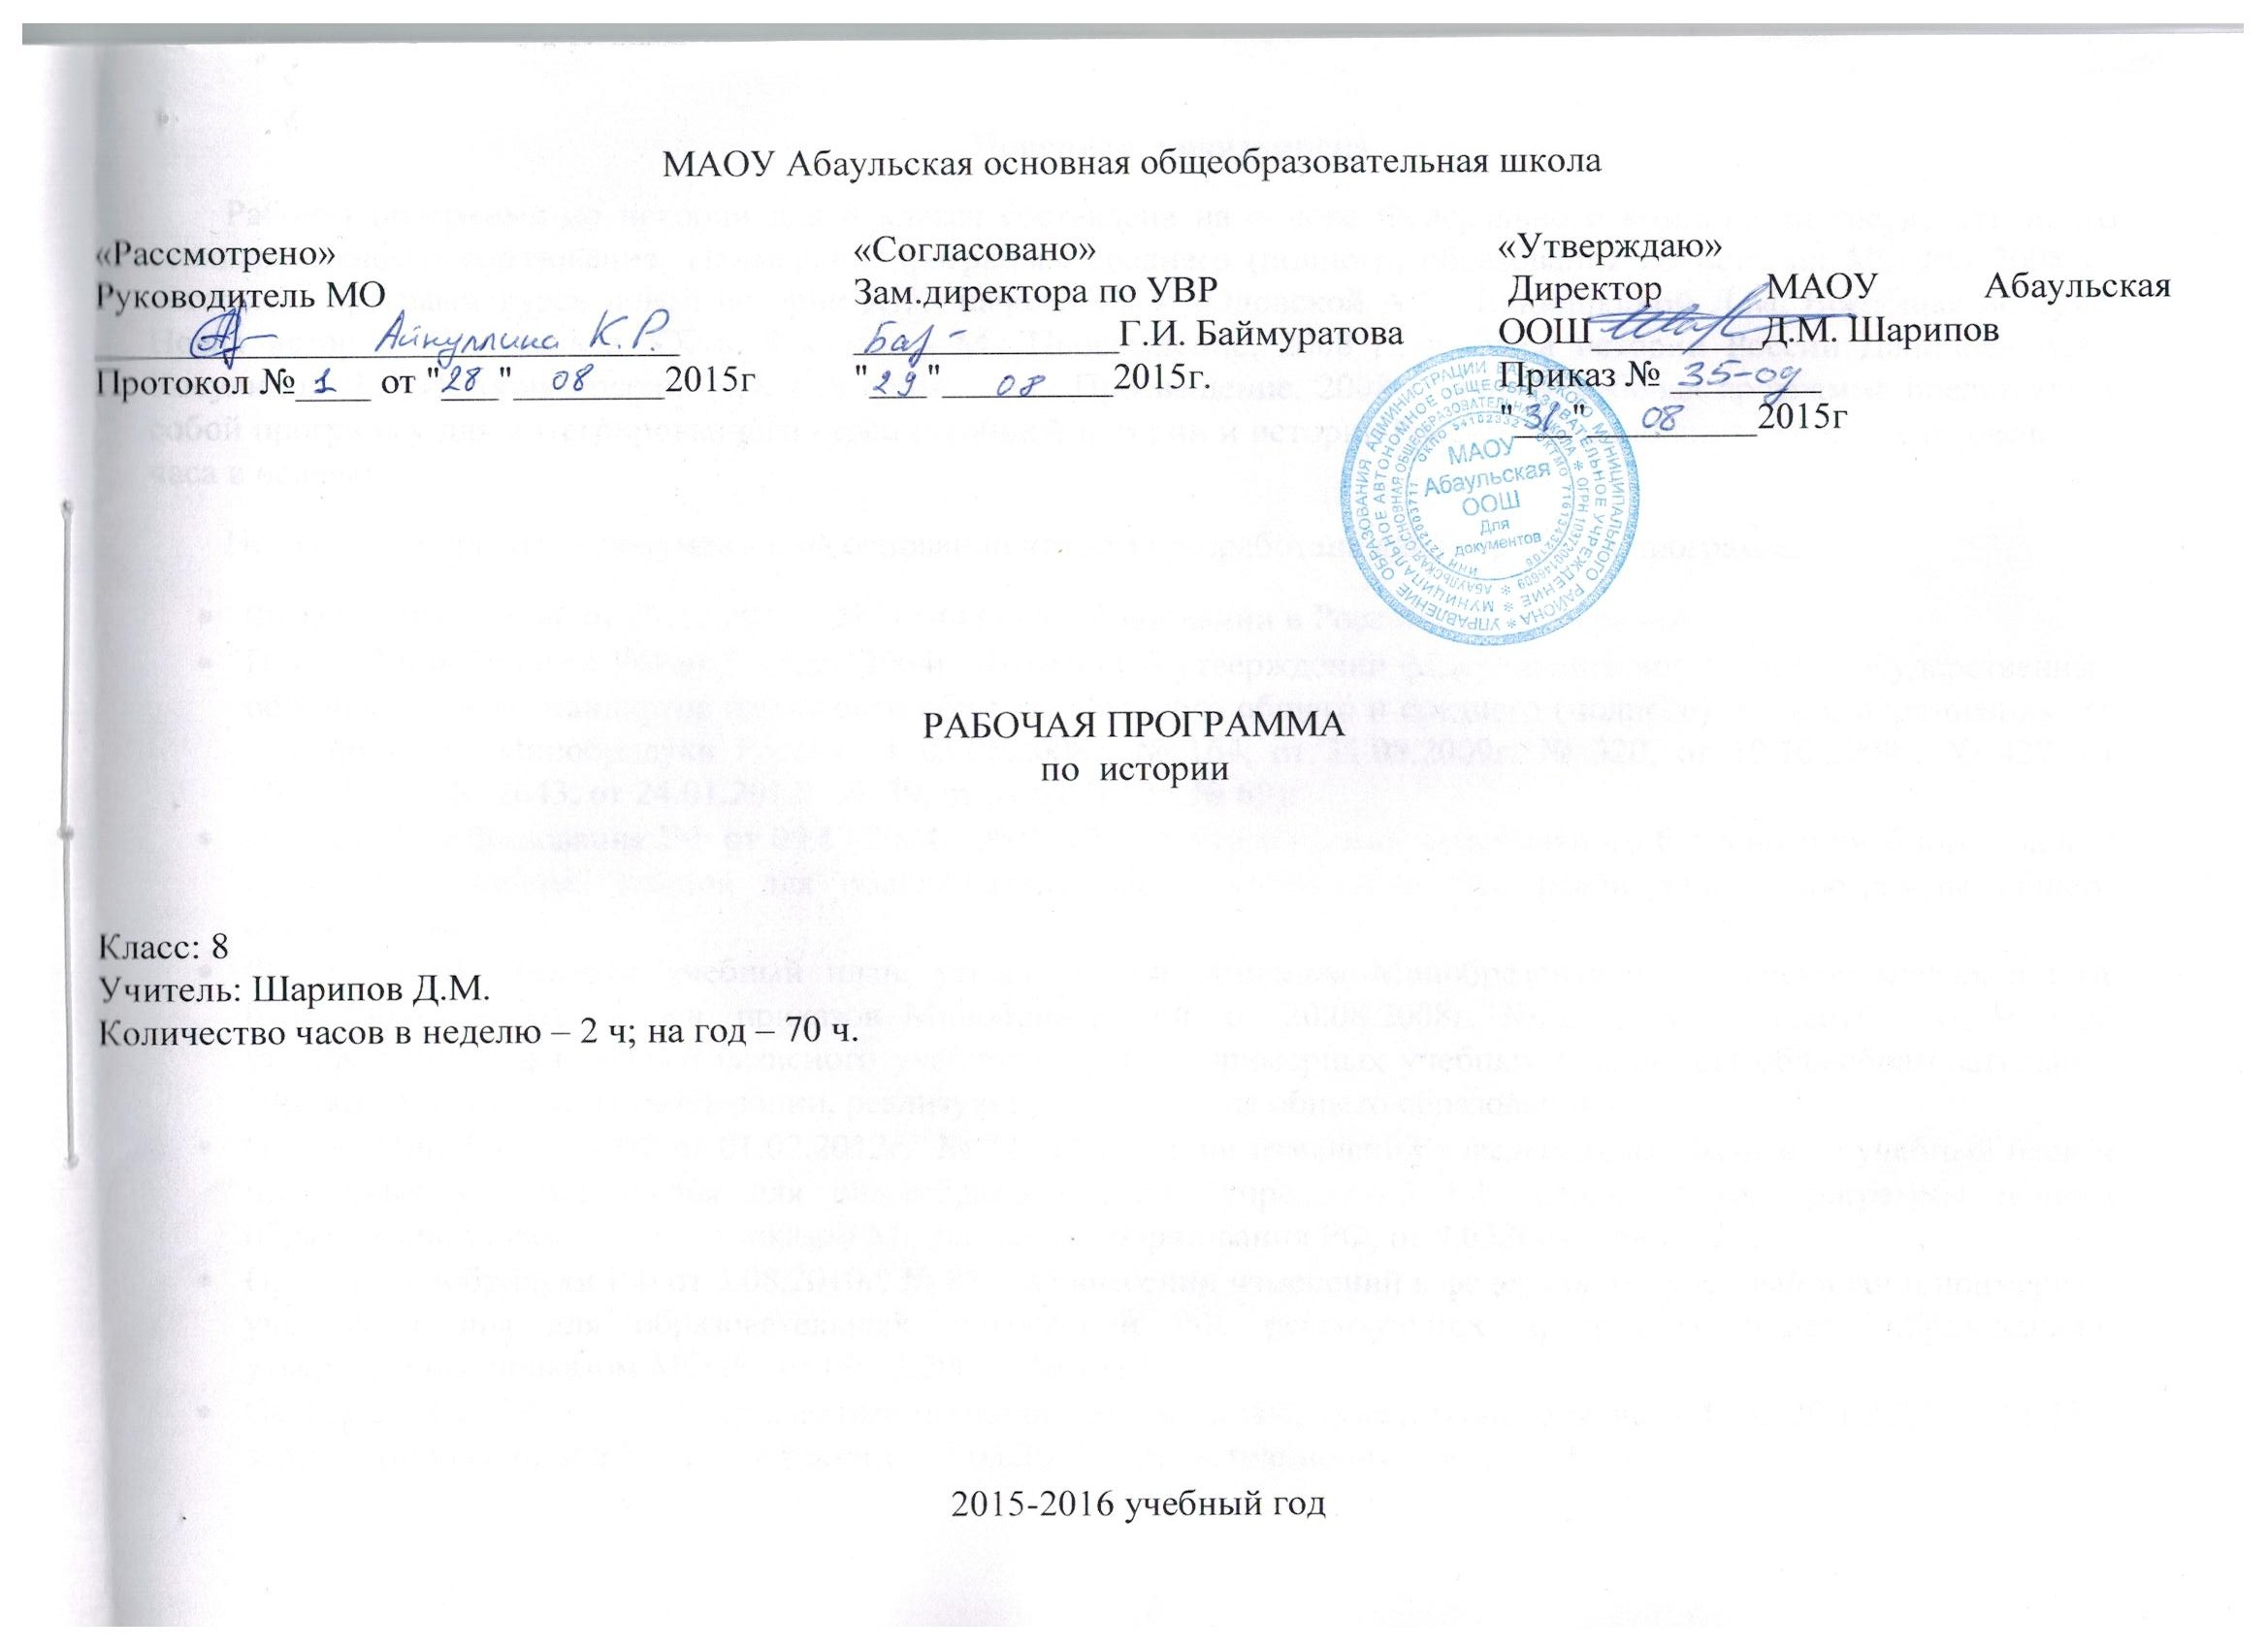 МАОУ Абаульская основная общеобразовательная школа
«Рассмотрено»
Руководитель МО
Айнуллина К.Р.
Протокол № 1 от "28" 08 2015г
«Согласовано»
Зам.директора по УВР
Бай- Г.И. Баймуратова
"29" 08 2015г.
«Утверждаю»
Директор МАОУ Абаульская
ООШ Д.М. Шарипов
Приказ № 35-од
"31" 08 2015г
МАОУ
Абаульская
ООШ
Для
документов
РАБОЧАЯ ПРОГРАММА
по истории
Класс: 8
Учитель: Шарипов Д.М.
Количество часов в неделю – 2 ч; на год – 70 ч.
2015-2016 учебный год